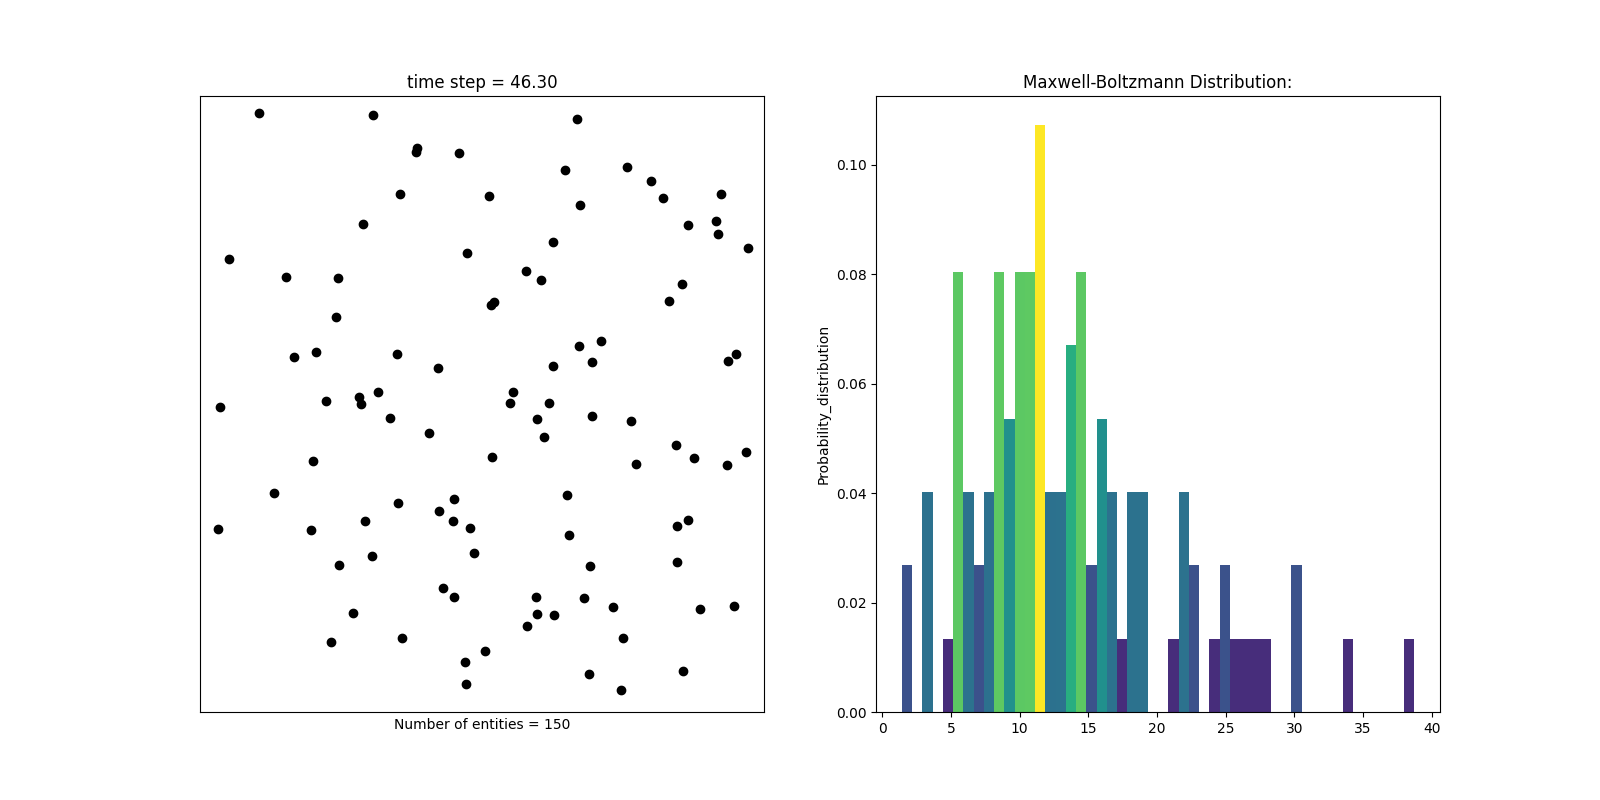 time step = 46.30
Number of entities = 150
Maxwell-Boltzmann Distribution:
Probability_distribution
0.10
0.08
0.06
0.04
0.02
0.00
0 5 10 15 20 25 30 35 40